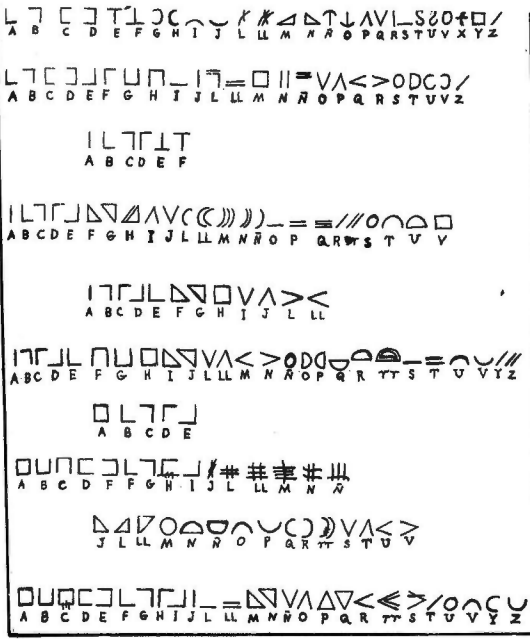 A B C D E F G H I J L LL M N Ñ O P Q R S T U V X Y Z
A B C D E F G H I J L LL M N Ñ O P Q R S T U V Z
A B C D E F
A B C D E F G H I J L LL M N Ñ O P Q R rr S T U V
A B C D E F G H I J L LL
A B C D E F G H I J L LL M N Ñ O P Q R rr S T U V Y Z
A B C D E
A B C D F F G H I J L LL M N Ñ
J L LL M N Ñ O P Q R rr S T U V
A B C D E F G H I J L LL M N Ñ O P Q R rr S T U V Y Z